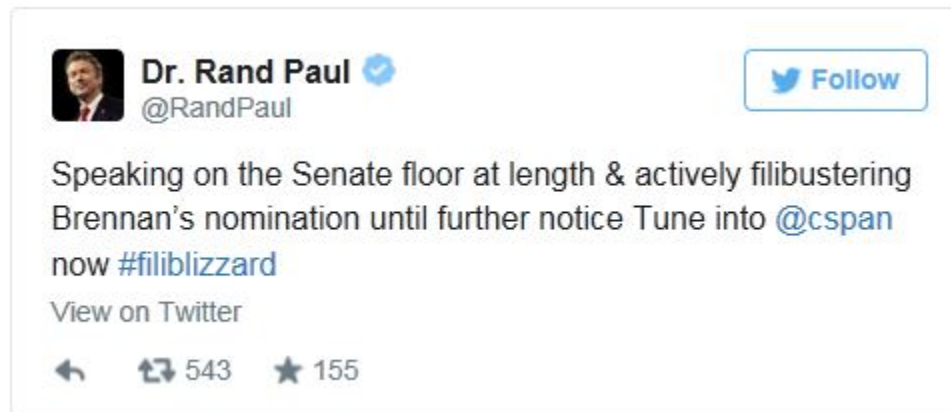 Dr. Rand Paul
@RandPaul
Follow
Speaking on the Senate floor at length & actively filibustering
Brennan’s nomination until further notice Tune into @cspan
now #filiblizzard
View on Twitter
543 155